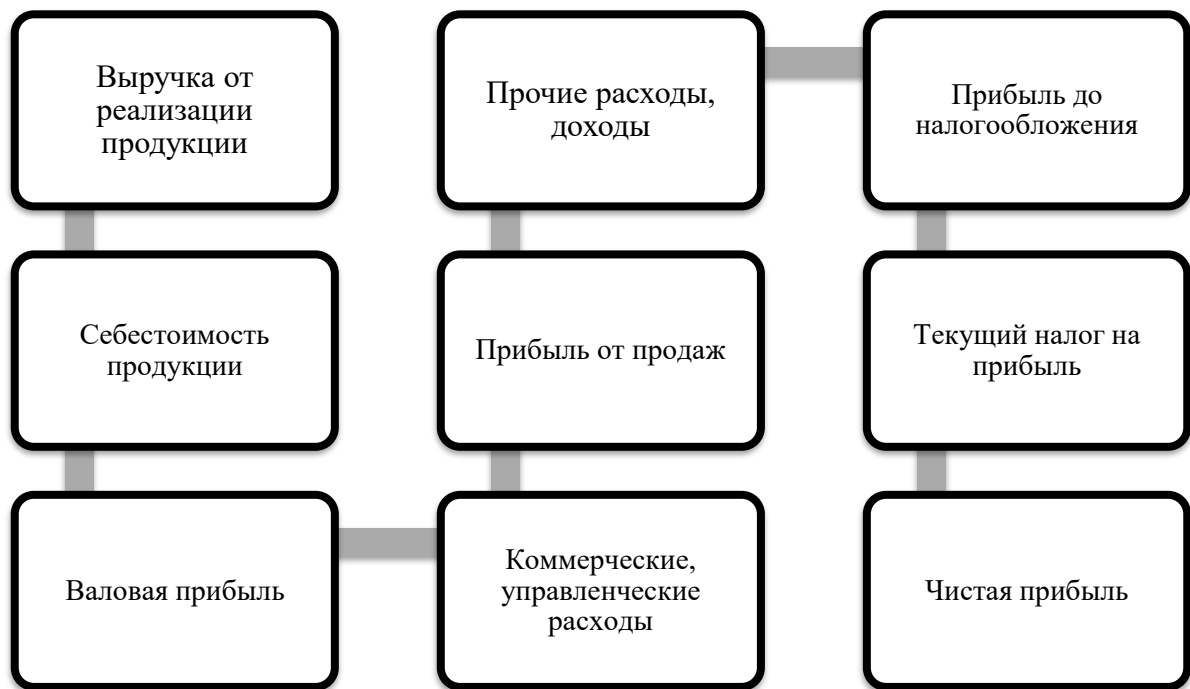 Выручка от
реализации
продукции
Себестоимость
продукции
Валовая прибыль
Коммерческие,
управленческие
расходы
Прибыль от продаж
Прочие расходы,
доходы
Прибыль до
налогообложения
Текущий налог на
прибыль
Чистая прибыль